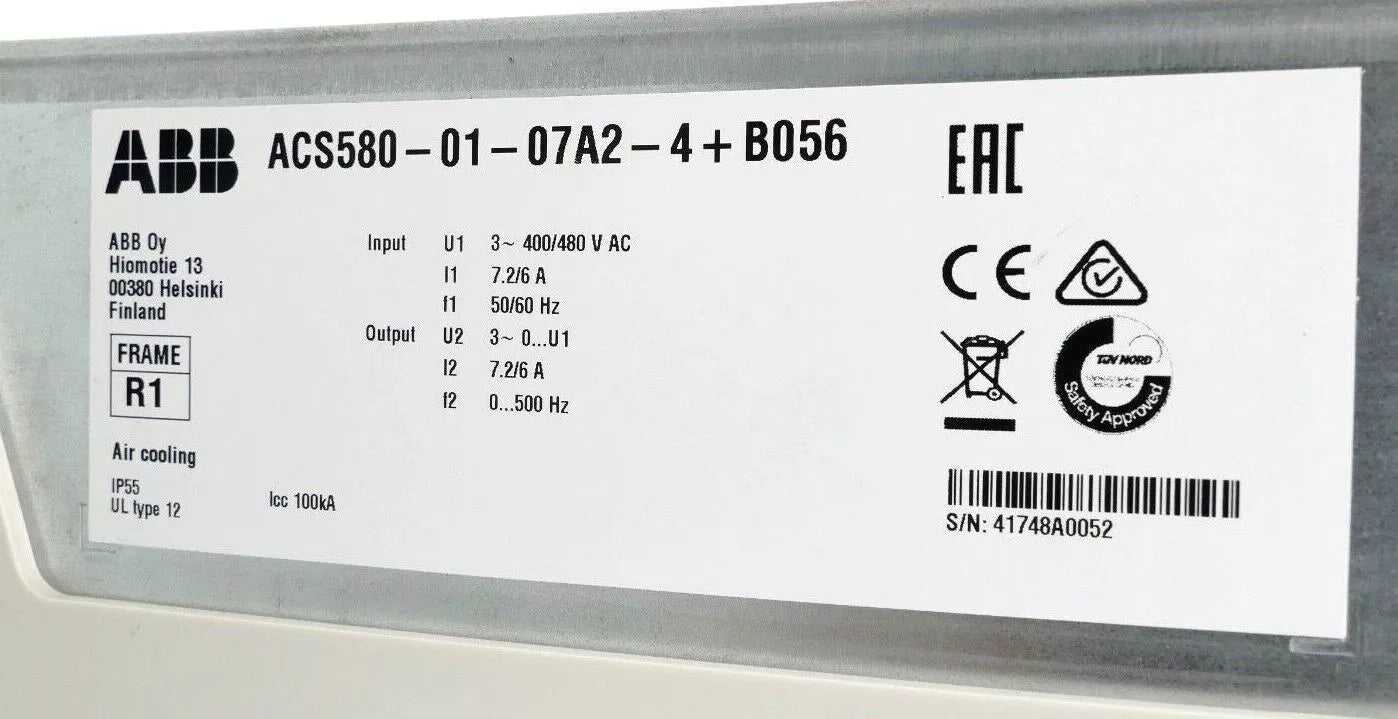 ABB ACS580-01-07A2-4+B056
ABB Oy
Hiomotie 13
00380 Helsinki
Finland
FRAME
R1
Air cooling
IP55
UL type 12
Input U1 3~ 400/480 V AC
I1 7.2/6 A
f1 50/60 Hz
Output U2 3~ 0...U1
I2 7.2/6 A
f2 0...500 Hz
Icc 100kA
EAC
CE
TÜV NORD
Safety Approved
S/N: 41748A0052